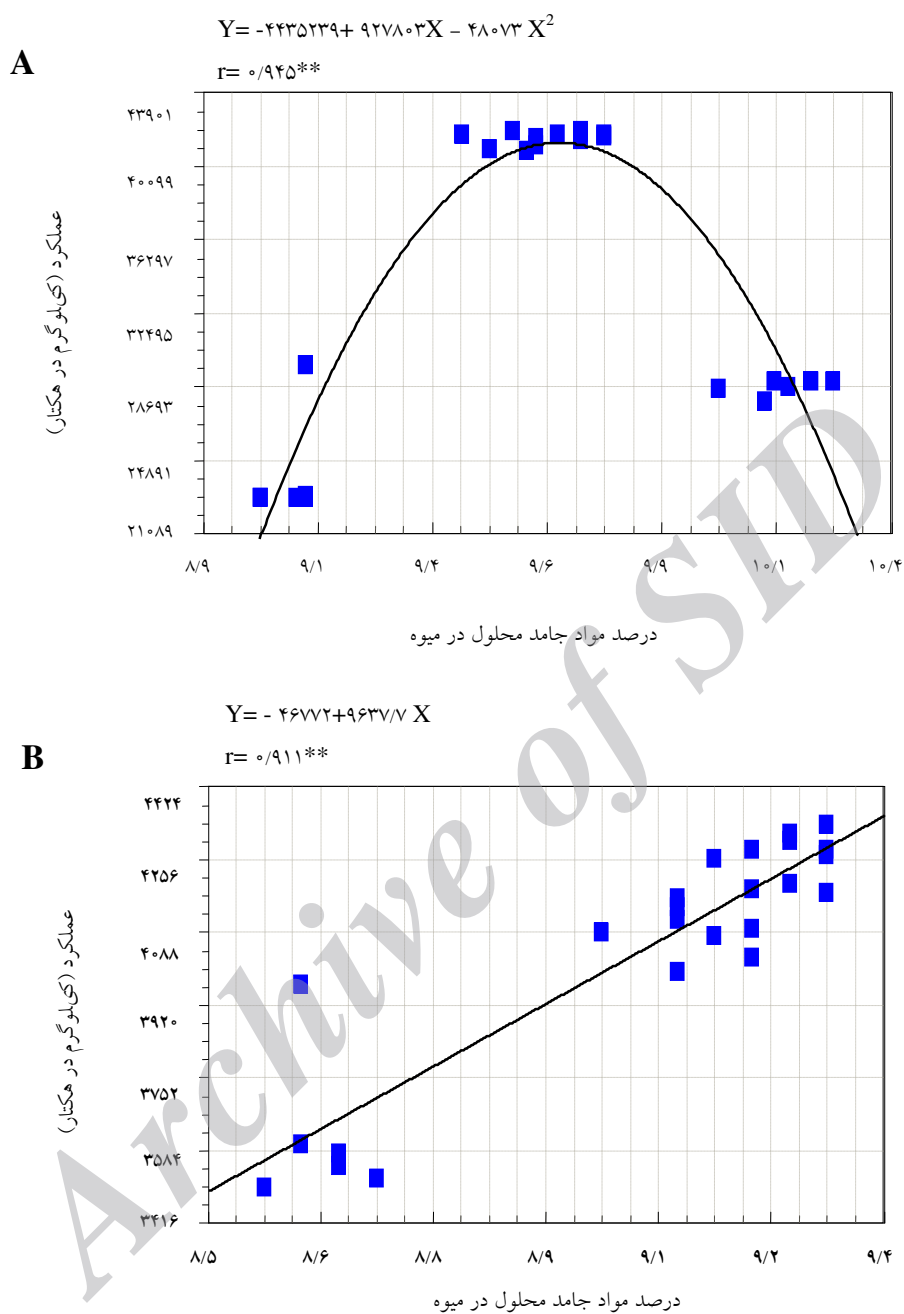 Y= -۴۴۳۵۲۳۹+ ۹۲۷۸۰۳X – ۴۸۰۷۳ X²
A
r= ۰/۹۴۵**
۴۳۹۰۱
۴۰۰۹۹
۳۶۲۹۷
۳۲۴۹۵
۲۸۶۹۳
۲۴۸۹۱
۲۱۰۸۹
عملکرد (کیلوگرم در هکتار)
۸/۹ ۹/۱ ۹/۴ ۹/۶ ۹/۹ ۱۰/۱ ۱۰/۴
درصد مواد جامد محلول در میوه
Y= - ۴۶۷۷۲+۹۶۳۷/۷ X
B
r= ۰/۹۱۱**
۴۴۲۴
۴۲۵۶
۴۰۸۸
۳۹۲۰
۳۷۵۲
۳۵۸۴
۳۴۱۶
عملکرد (کیلوگرم در هکتار)
۸/۵ ۸/۶ ۸/۸ ۸/۹ ۹/۱ ۹/۲ ۹/۴
درصد مواد جامد محلول در میوه
Archive of SID